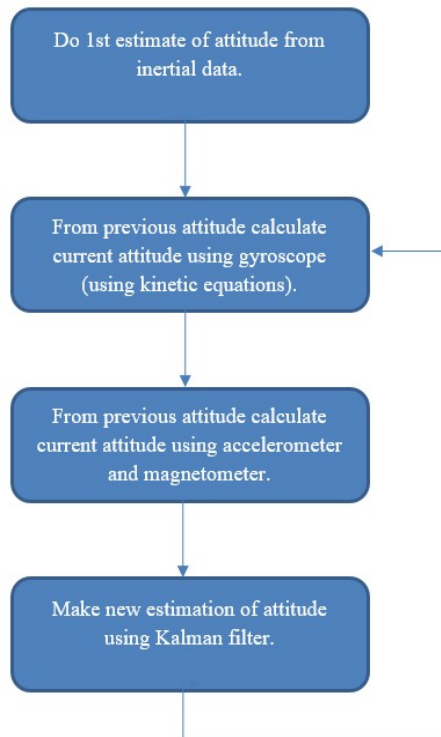 Do 1st estimate of attitude from
inertial data.
From previous attitude calculate
current attitude using gyroscope
(using kinetic equations).
From previous attitude calculate
current attitude using accelerometer
and magnetometer.
Make new estimation of attitude
using Kalman filter.